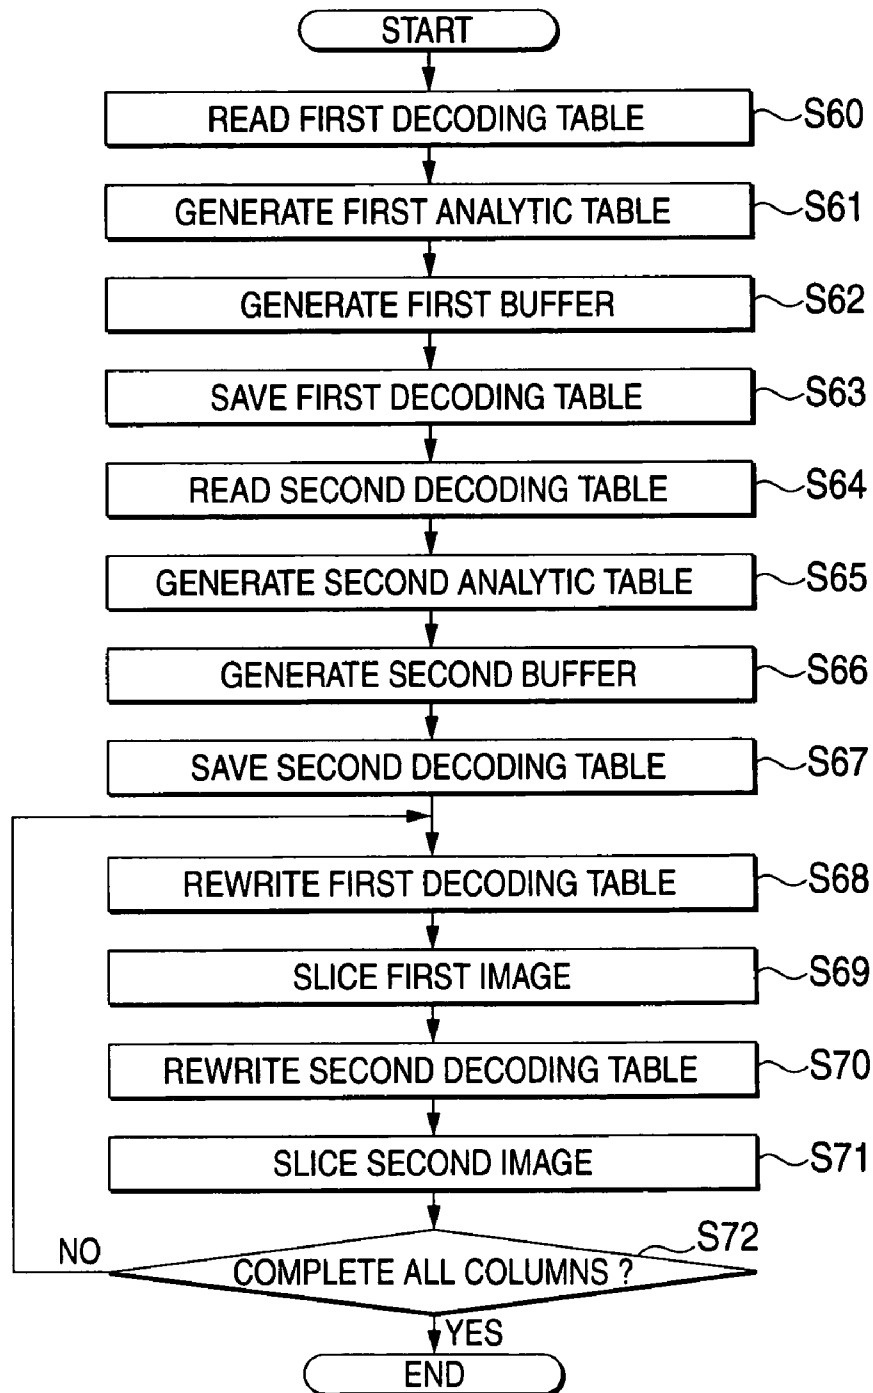 START
READ FIRST DECODING TABLE S60
GENERATE FIRST ANALYTIC TABLE S61
GENERATE FIRST BUFFER S62
SAVE FIRST DECODING TABLE S63
READ SECOND DECODING TABLE S64
GENERATE SECOND ANALYTIC TABLE S65
GENERATE SECOND BUFFER S66
SAVE SECOND DECODING TABLE S67
REWRITE FIRST DECODING TABLE S68
SLICE FIRST IMAGE S69
REWRITE SECOND DECODING TABLE S70
SLICE SECOND IMAGE S71
NO COMPLETE ALL COLUMNS ? S72
YES
END